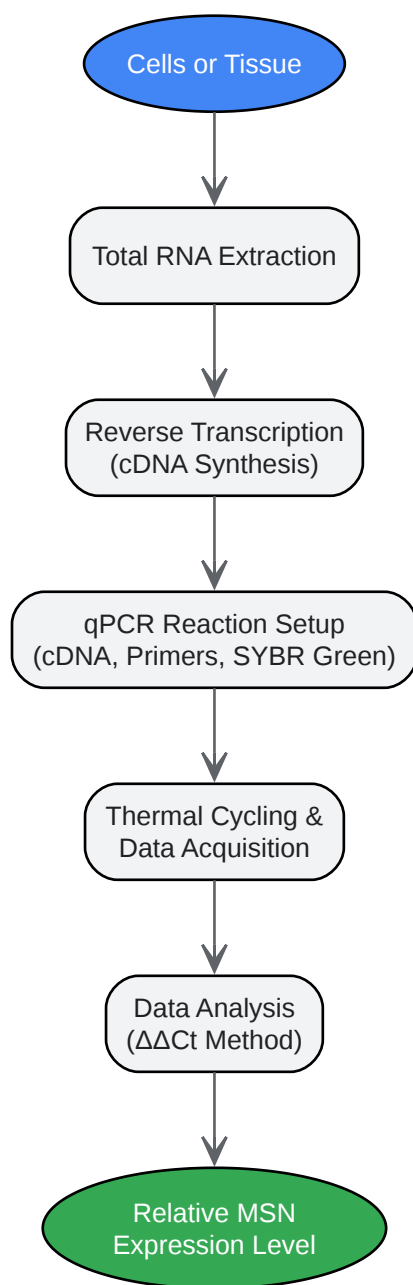 Cells or Tissue
Total RNA Extraction
Reverse Transcription
(cDNA Synthesis)
qPCR Reaction Setup
(cDNA, Primers, SYBR Green)
Thermal Cycling &
Data Acquisition
Data Analysis
(ΔΔCt Method)
Relative MSN
Expression Level